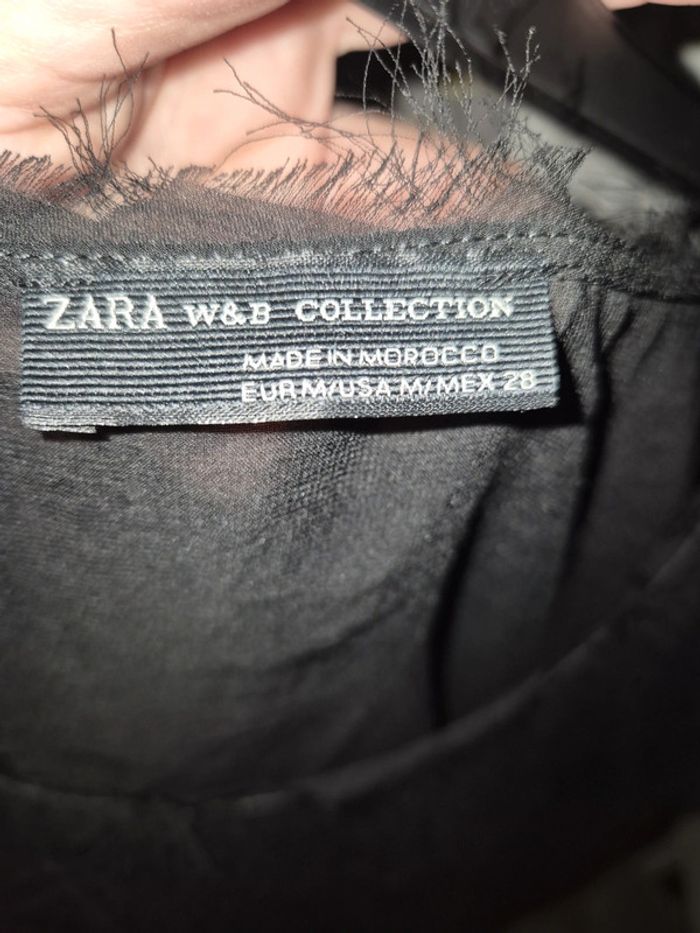 ZARA W&B COLLECTION
MADE IN MOROCCO
EUR M/USA M/MEX 28